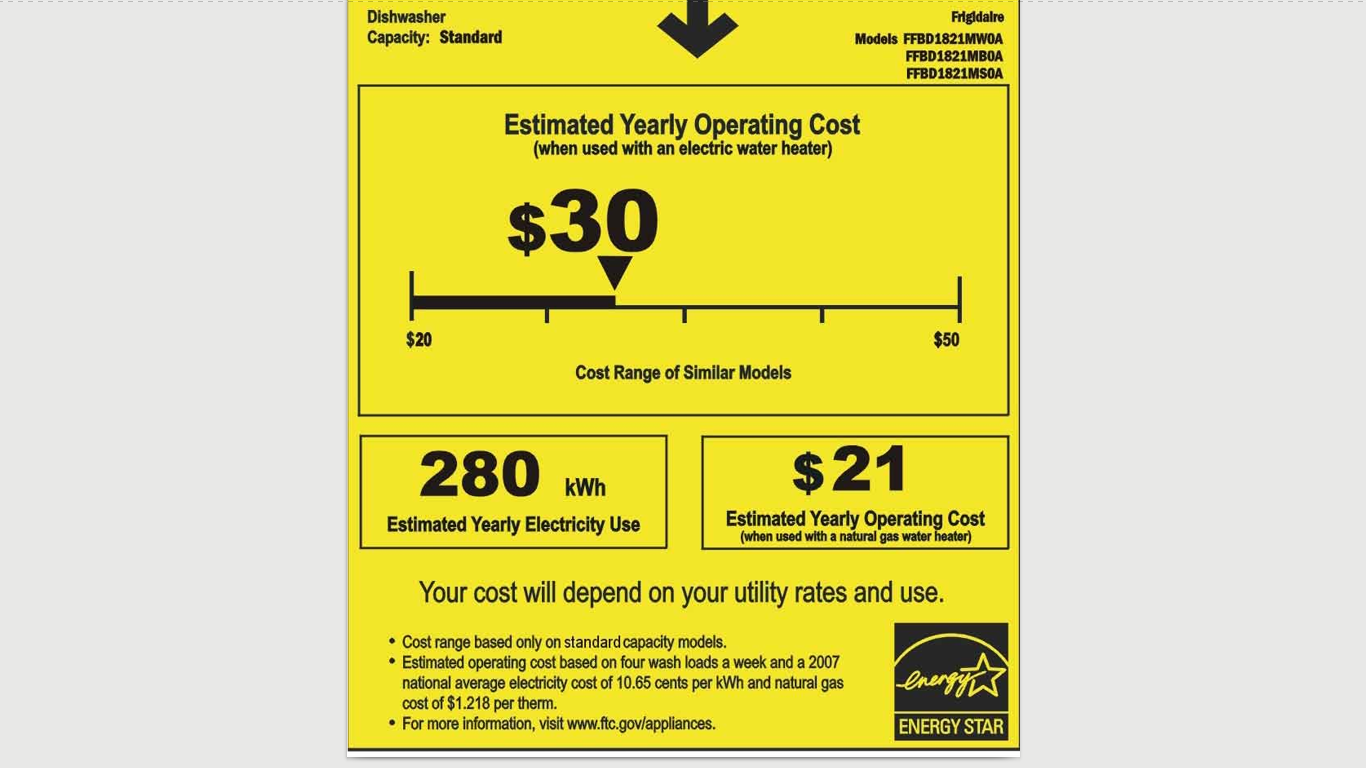 Dishwasher
Capacity: Standard
Frigidaire
Models FFBD1821MW0A
FFBD1821MB0A
FFBD1821MS0A
Estimated Yearly Operating Cost
(when used with an electric water heater)
$30
$20
$50
Cost Range of Similar Models
280 kWh
Estimated Yearly Electricity Use
$21
Estimated Yearly Operating Cost
(when used with a natural gas water heater)
Your cost will depend on your utility rates and use.
• Cost range based only on standard capacity models.
• Estimated operating cost based on four wash loads a week and a 2007
national average electricity cost of 10.65 cents per kWh and natural gas
cost of $1.218 per therm.
• For more information, visit www.ftc.gov/appliances.
energy
ENERGY STAR